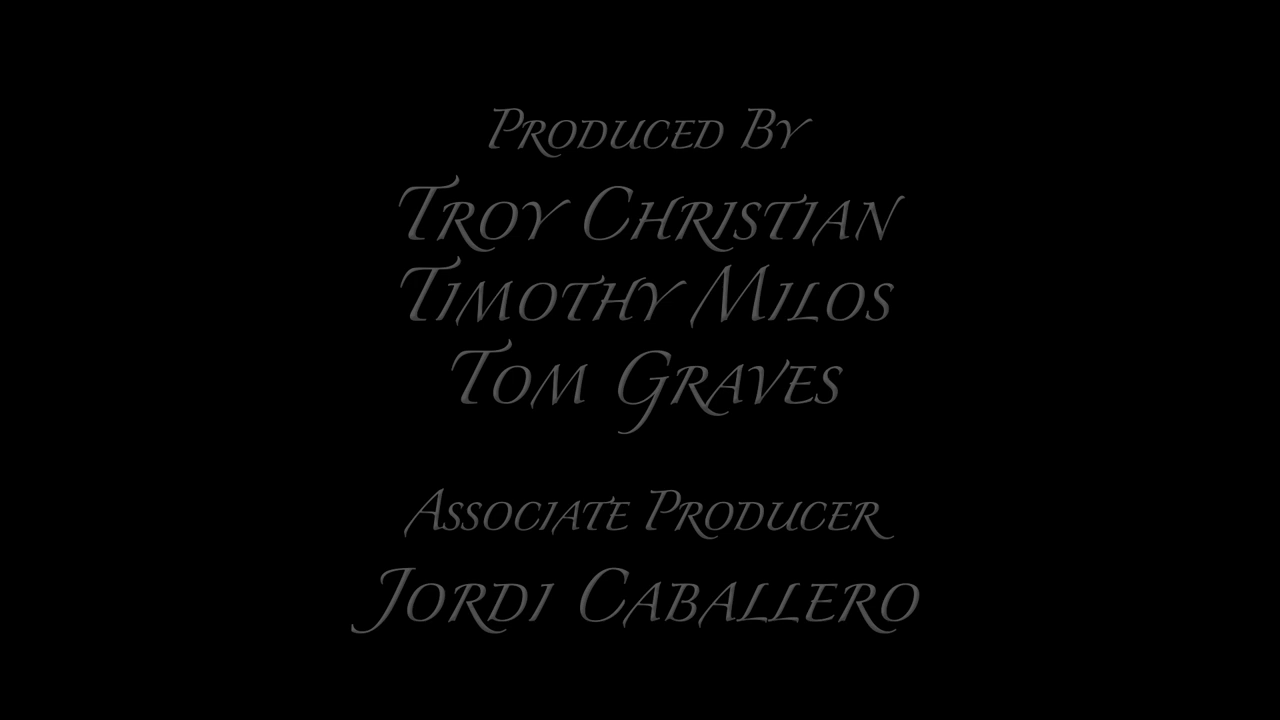 Produced By
Troy Christian
Timothy Milos
Tom Graves
Associate Producer
Jordi Caballero